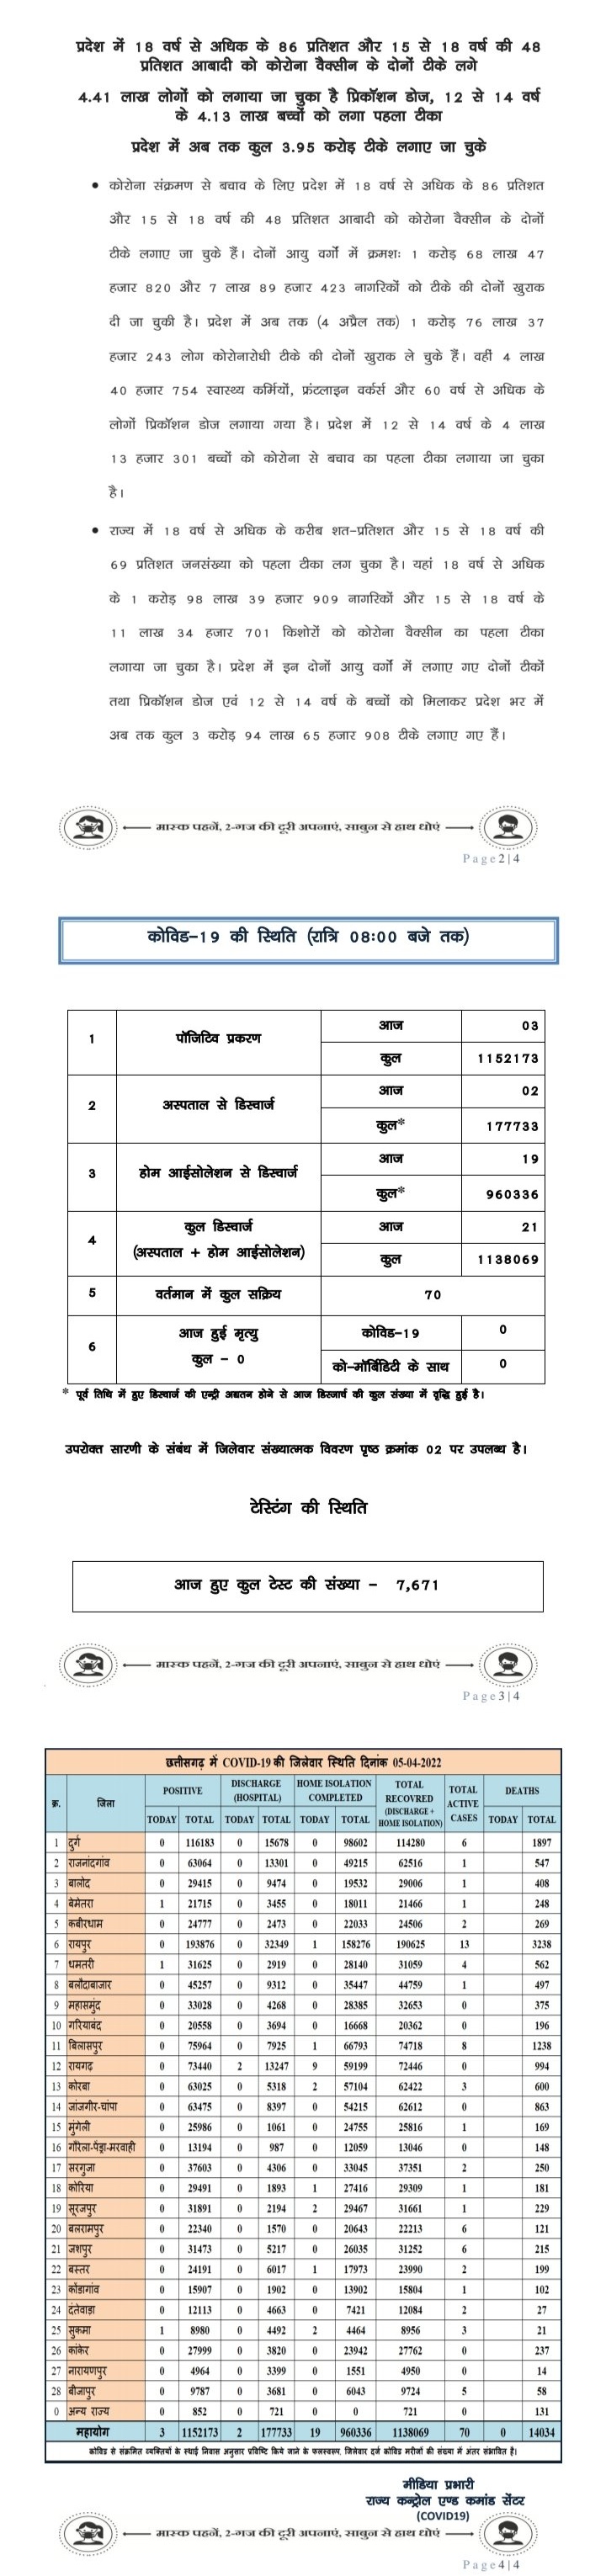 प्रदेश में 18 वर्ष से अधिक के 86 प्रतिशत और 15 से 18 वर्ष की 48
प्रतिशत आबादी को कोरोना वैक्सीन के दोनों टीके लगे
4.41 लाख लोगों को लगाया जा चुका है प्रिकॉशन डोज, 12 से 14 वर्ष
के 4.13 लाख बच्चों को लगा पहला टीका
प्रदेश में अब तक कुल 3.95 करोड़ टीके लगाए जा चुके
• कोरोना संक्रमण से बचाव के लिए प्रदेश में 18 वर्ष से अधिक के 86 प्रतिशत
और 15 से 18 वर्ष की 48 प्रतिशत आबादी को कोरोना वैक्सीन के दोनों
टीके लगाए जा चुके हैं। दोनों आयु वर्गों में क्रमशः 1 करोड़ 68 लाख 47
हजार 820 और 7 लाख 89 हजार 423 नागरिकों को टीके की दोनों खुराक
दी जा चुकी है। प्रदेश में अब तक (4 अप्रैल तक) 1 करोड़ 76 लाख 37
हजार 243 लोग कोरोनारोधी टीके की दोनों खुराक ले चुके हैं। वहीं 4 लाख
40 हजार 754 स्वास्थ्य कर्मियों, फ्रंटलाइन वर्कर्स और 60 वर्ष से अधिक के
लोगों प्रिकॉशन डोज लगाया गया है। प्रदेश में 12 से 14 वर्ष के 4 लाख
13 हजार 301 बच्चों को कोरोना से बचाव का पहला टीका लगाया जा चुका
है।
• राज्य में 18 वर्ष से अधिक के करीब शत-प्रतिशत और 15 से 18 वर्ष की
69 प्रतिशत जनसंख्या को पहला टीका लग चुका है। यहां 18 वर्ष से अधिक
के 1 करोड़ 98 लाख 39 हजार 909 नागरिकों और 15 से 18 वर्ष के
11 लाख 34 हजार 701 किशोरों को कोरोना वैक्सीन का पहला टीका
लगाया जा चुका है। प्रदेश में इन दोनों आयु वर्गों में लगाए गए दोनों टीकों
तथा प्रिकॉशन डोज एवं 12 से 14 वर्ष के बच्चों को मिलाकर प्रदेश भर में
अब तक कुल 3 करोड़ 94 लाख 65 हजार 908 टीके लगाए गए हैं।
मास्क पहनें, 2-गज की दूरी अपनाएं, साबुन से हाथ धोएं
Page2|4
कोविड-19 की स्थिति (रात्रि 08:00 बजे तक)
1 पॉजिटिव प्रकरण आज 03
कुल 1152173
2 अस्पताल से डिस्चार्ज आज 02
कुल* 177733
3 होम आईसोलेशन से डिस्चार्ज आज 19
कुल* 960336
4 कुल डिस्चार्ज (अस्पताल + होम आईसोलेशन) आज 21
कुल 1138069
5 वर्तमान में कुल सक्रिय 70
6 आज हुई मृत्यु कुल - 0 कोविड-19 0
को-मॉर्बिडिटी के साथ 0
* पूर्व तिथि में हुए डिस्चार्ज की एन्ट्री अद्यतन होने से आज डिस्जार्च की कुल संख्या में वृद्धि हुई है।
उपरोक्त सारणी के संबंध में जिलेवार संख्यात्मक विवरण पृष्ठ क्रमांक 02 पर उपलब्ध है।
टेस्टिंग की स्थिति
आज हुए कुल टेस्ट की संख्या - 7,671
मास्क पहनें, 2-गज की दूरी अपनाएं, साबुन से हाथ धोएं
Page3|4
छत्तीसगढ़ में COVID-19 की जिलेवार स्थिति दिनांक 05-04-2022
क्र. जिला POSITIVE DISCHARGE (HOSPITAL) HOME ISOLATION COMPLETED TOTAL RECOVRED (DISCHARGE + HOME ISOLATION) TOTAL ACTIVE CASES DEATHS
TODAY TOTAL TODAY TOTAL TODAY TOTAL TODAY TOTAL
1 दुर्ग 0 116183 0 15678 0 98602 114280 6 1897
2 राजनांदगांव 0 63064 0 13301 0 49215 62516 1 547
3 बालोद 0 29415 0 9474 0 19532 29006 1 408
4 बेमेतरा 1 21715 0 3455 0 18011 21466 1 248
5 कबीरधाम 0 24777 0 2473 0 22033 24506 2 269
6 रायपुर 0 193876 0 32349 1 158276 190625 13 3238
7 धमतरी 1 31625 0 2919 0 28140 31059 4 562
8 बलौदाबाजार 0 45257 0 9312 0 35447 44759 1 497
9 महासमुंद 0 33028 0 4268 0 28385 32653 0 375
10 गरियाबंद 0 20558 0 3694 0 16668 20362 0 196
11 बिलासपुर 0 75964 0 7925 1 66793 74718 8 1238
12 रायगढ़ 0 73440 2 13247 9 59199 72446 0 994
13 कोरबा 0 63025 0 5318 2 57104 62422 3 600
14 जांजगीर-चांपा 0 63475 0 8397 0 54215 62612 0 863
15 मुंगेली 0 25986 0 1061 0 24755 25816 1 169
16 गौरेला-पेंड्रा-मरवाही 0 13194 0 987 0 12059 13046 0 148
17 सरगुजा 0 37603 0 4306 0 33045 37351 2 250
18 कोरिया 0 29491 0 1893 1 27416 29309 1 181
19 सूरजपुर 0 31891 0 2194 2 29467 31661 1 229
20 बलरामपुर 0 22340 0 1570 0 20643 22213 6 121
21 जशपुर 0 31473 0 5217 0 26035 31252 6 215
22 बस्तर 0 24191 0 6017 1 17973 23990 2 199
23 कोंडागांव 0 15907 0 1902 0 13902 15804 1 102
24 दंतेवाड़ा 0 12113 0 4663 0 7421 12084 2 27
25 सुकमा 1 8980 0 4492 2 4464 8956 3 21
26 कांकेर 0 27999 0 3820 0 23942 27762 0 237
27 नारायणपुर 0 4964 0 3399 0 1551 4950 0 14
28 बीजापुर 0 9787 0 3681 0 6043 9724 5 58
0 अन्य राज्य 0 852 0 721 0 0 721 0 131
महायोग 3 1152173 2 177733 19 960336 1138069 70 0 14034
कोविड से संक्रमित व्यक्तियों के स्थाई निवास अनुसार प्रविष्टि किये जाने के फलस्वरूप, जिलेवार दर्ज कोविड मरीजों की संख्या में अंतर संभावित है।
मीडिया प्रभारी
राज्य कन्ट्रोल एण्ड कमांड सेंटर
(COVID19)
मास्क पहनें, 2-गज की दूरी अपनाएं, साबुन से हाथ धोएं
Page4|4